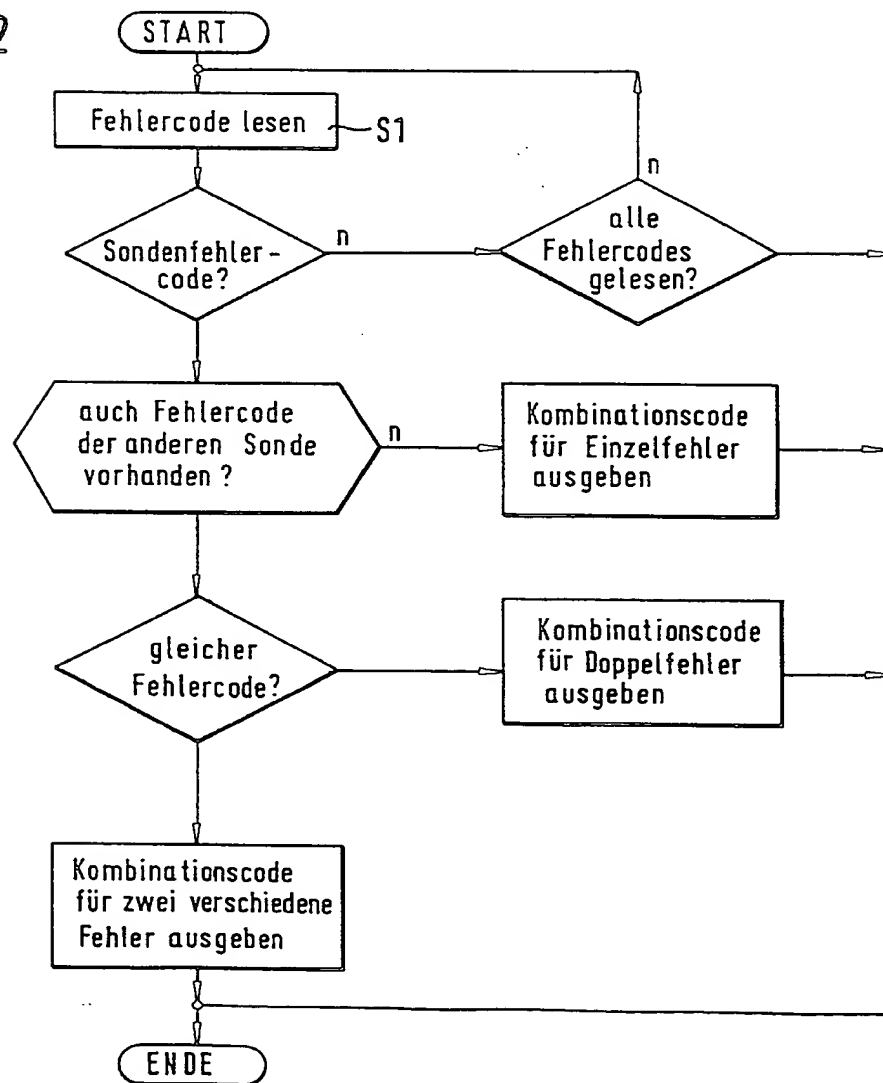 START
Fehlercode lesen
S1
n
Sondenfehler-
code?
n
alle
Fehlercodes
gelesen?
auch Fehlercode
der anderen Sonde
vorhanden?
n
Kombinationscode
für Einzelfehler
ausgeben
gleicher
Fehlercode?
Kombinationscode
für Doppelfehler
ausgeben
Kombinationscode
für zwei verschiedene
Fehler ausgeben
ENDE